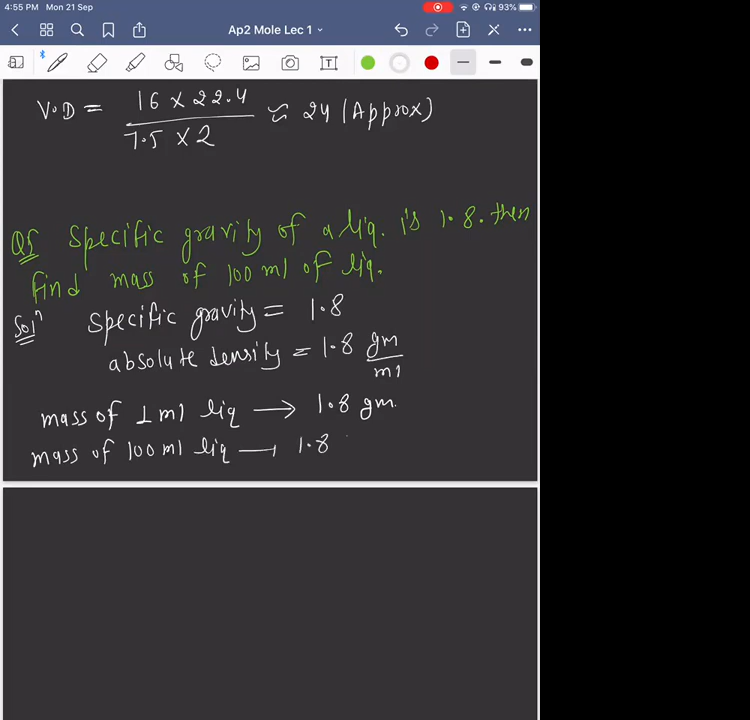 4:55 PM Mon 21 Sep 93%
Ap2 Mole Lec 1
V.D = 16 x 22.4 / 7.5 x 2 ≈ 24 (Approx)
Q5 Specific gravity of a liq. is 1.8. then
find mass of 100 ml of liq.
Solⁿ Specific gravity = 1.8
absolute density = 1.8 gm/ml
mass of 1 ml liq → 1.8 gm.
mass of 100 ml liq — 1.8